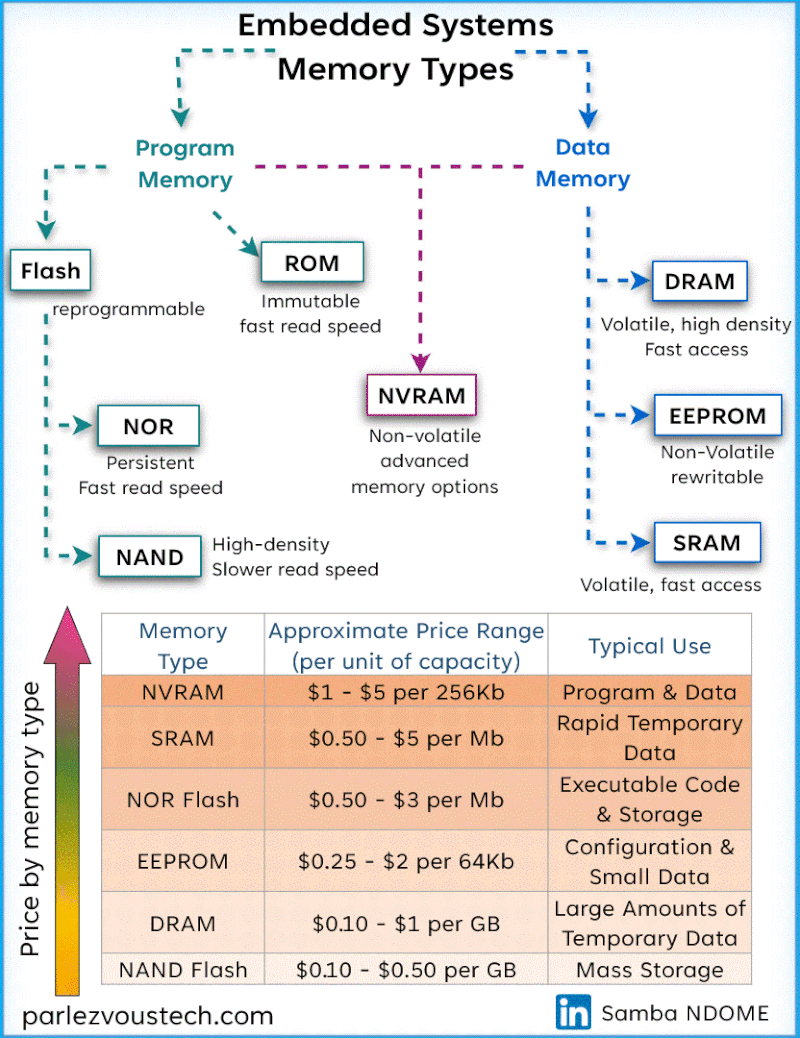 Embedded Systems
Memory Types
Program
Memory
Data
Memory
Flash
reprogrammable
ROM
Immutable
fast read speed
DRAM
Volatile, high density
Fast access
NVRAM
Non-volatile
advanced
memory options
NOR
Persistent
Fast read speed
EEPROM
Non-Volatile
rewritable
NAND
High-density
Slower read speed
SRAM
Volatile, fast access
Price by memory type
Memory
Type
Approximate Price Range
(per unit of capacity)
Typical Use
NVRAM
$1 - $5 per 256Kb
Program & Data
SRAM
$0.50 - $5 per Mb
Rapid Temporary
Data
NOR Flash
$0.50 - $3 per Mb
Executable Code
& Storage
EEPROM
$0.25 - $2 per 64Kb
Configuration &
Small Data
DRAM
$0.10 - $1 per GB
Large Amounts of
Temporary Data
NAND Flash
$0.10 - $0.50 per GB
Mass Storage
parlezvoustech.com
in
Samba NDOME